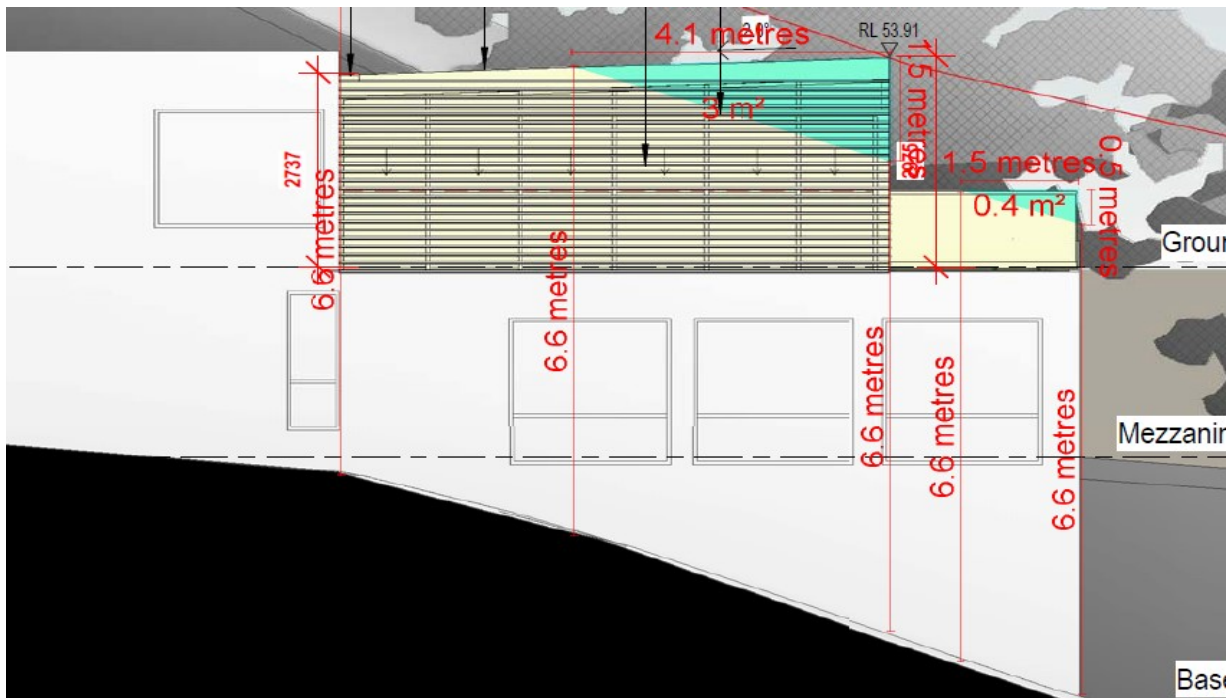 4.1 metres
RL 53.91
1.5 metres
3 m²
2737
1.5 metres
0.5 metres
0.4 m²
6.6 metres
6.6 metres
6.6 metres
6.6 metres
6.6 metres
Groun
Mezzanin
Base